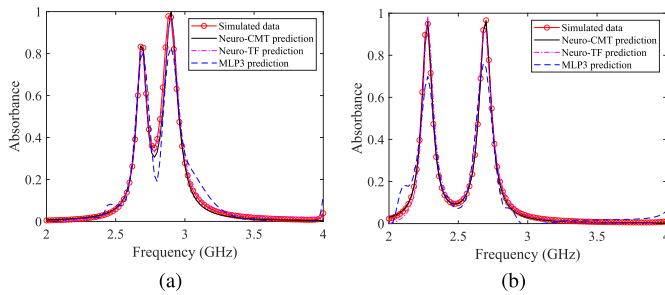 1
0.8
0.6
0.4
0.2
0
Absorbance
2
2.5
3
3.5
4
Frequency (GHz)
Simulated data
Neuro-CMT prediction
Neuro-TF prediction
MLP3 prediction
(a)
1
0.8
0.6
0.4
0.2
0
Absorbance
2
2.5
3
3.5
4
Frequency (GHz)
Simulated data
Neuro-CMT prediction
Neuro-TF prediction
MLP3 prediction
(b)